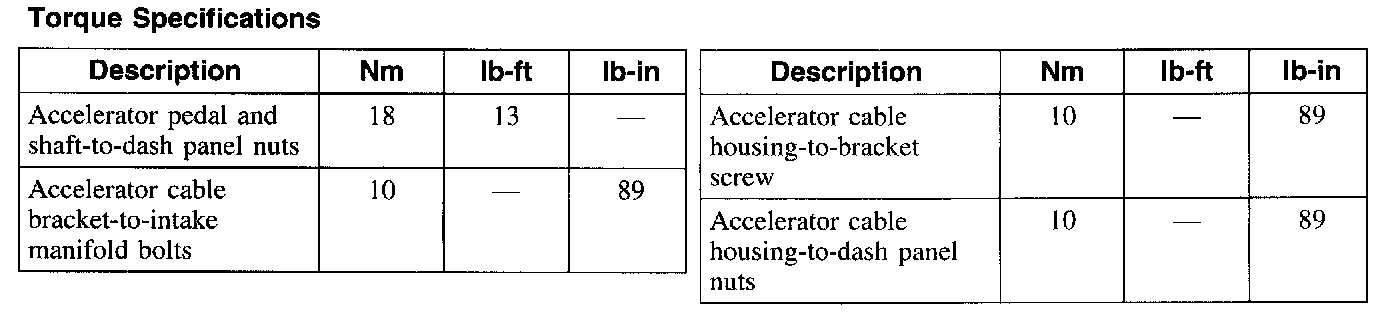 Torque Specifications
Description Nm lb-ft lb-in
Accelerator pedal and 18 13 —
shaft-to-dash panel nuts
Accelerator cable 10 — 89
bracket-to-intake
manifold bolts
Description Nm lb-ft lb-in
Accelerator cable 10 — 89
housing-to-bracket
screw
Accelerator cable 10 — 89
housing-to-dash panel
nuts